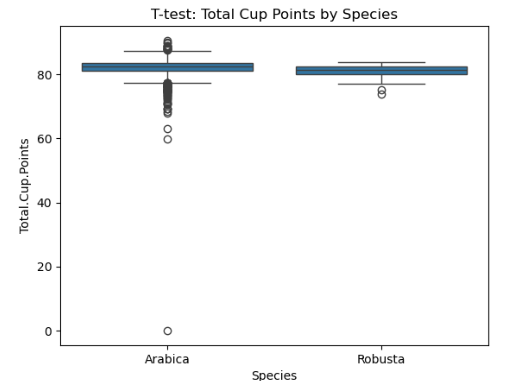 T-test: Total Cup Points by Species
Total.Cup.Points
80
60
40
20
0
Arabica
Robusta
Species